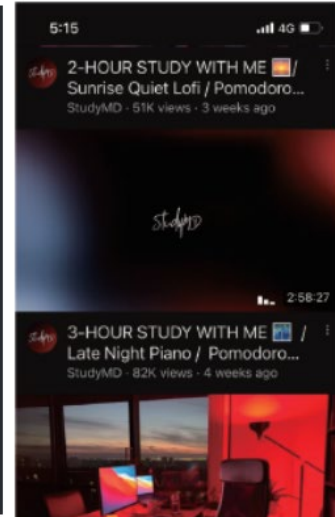 5:15
4G
2-HOUR STUDY WITH ME 🌅/
Sunrise Quiet Lofi / Pomodoro...
StudyMD · 51K views · 3 weeks ago
StudyMD
2:58:27
3-HOUR STUDY WITH ME 🌃 /
Late Night Piano / Pomodoro...
StudyMD · 82K views · 4 weeks ago